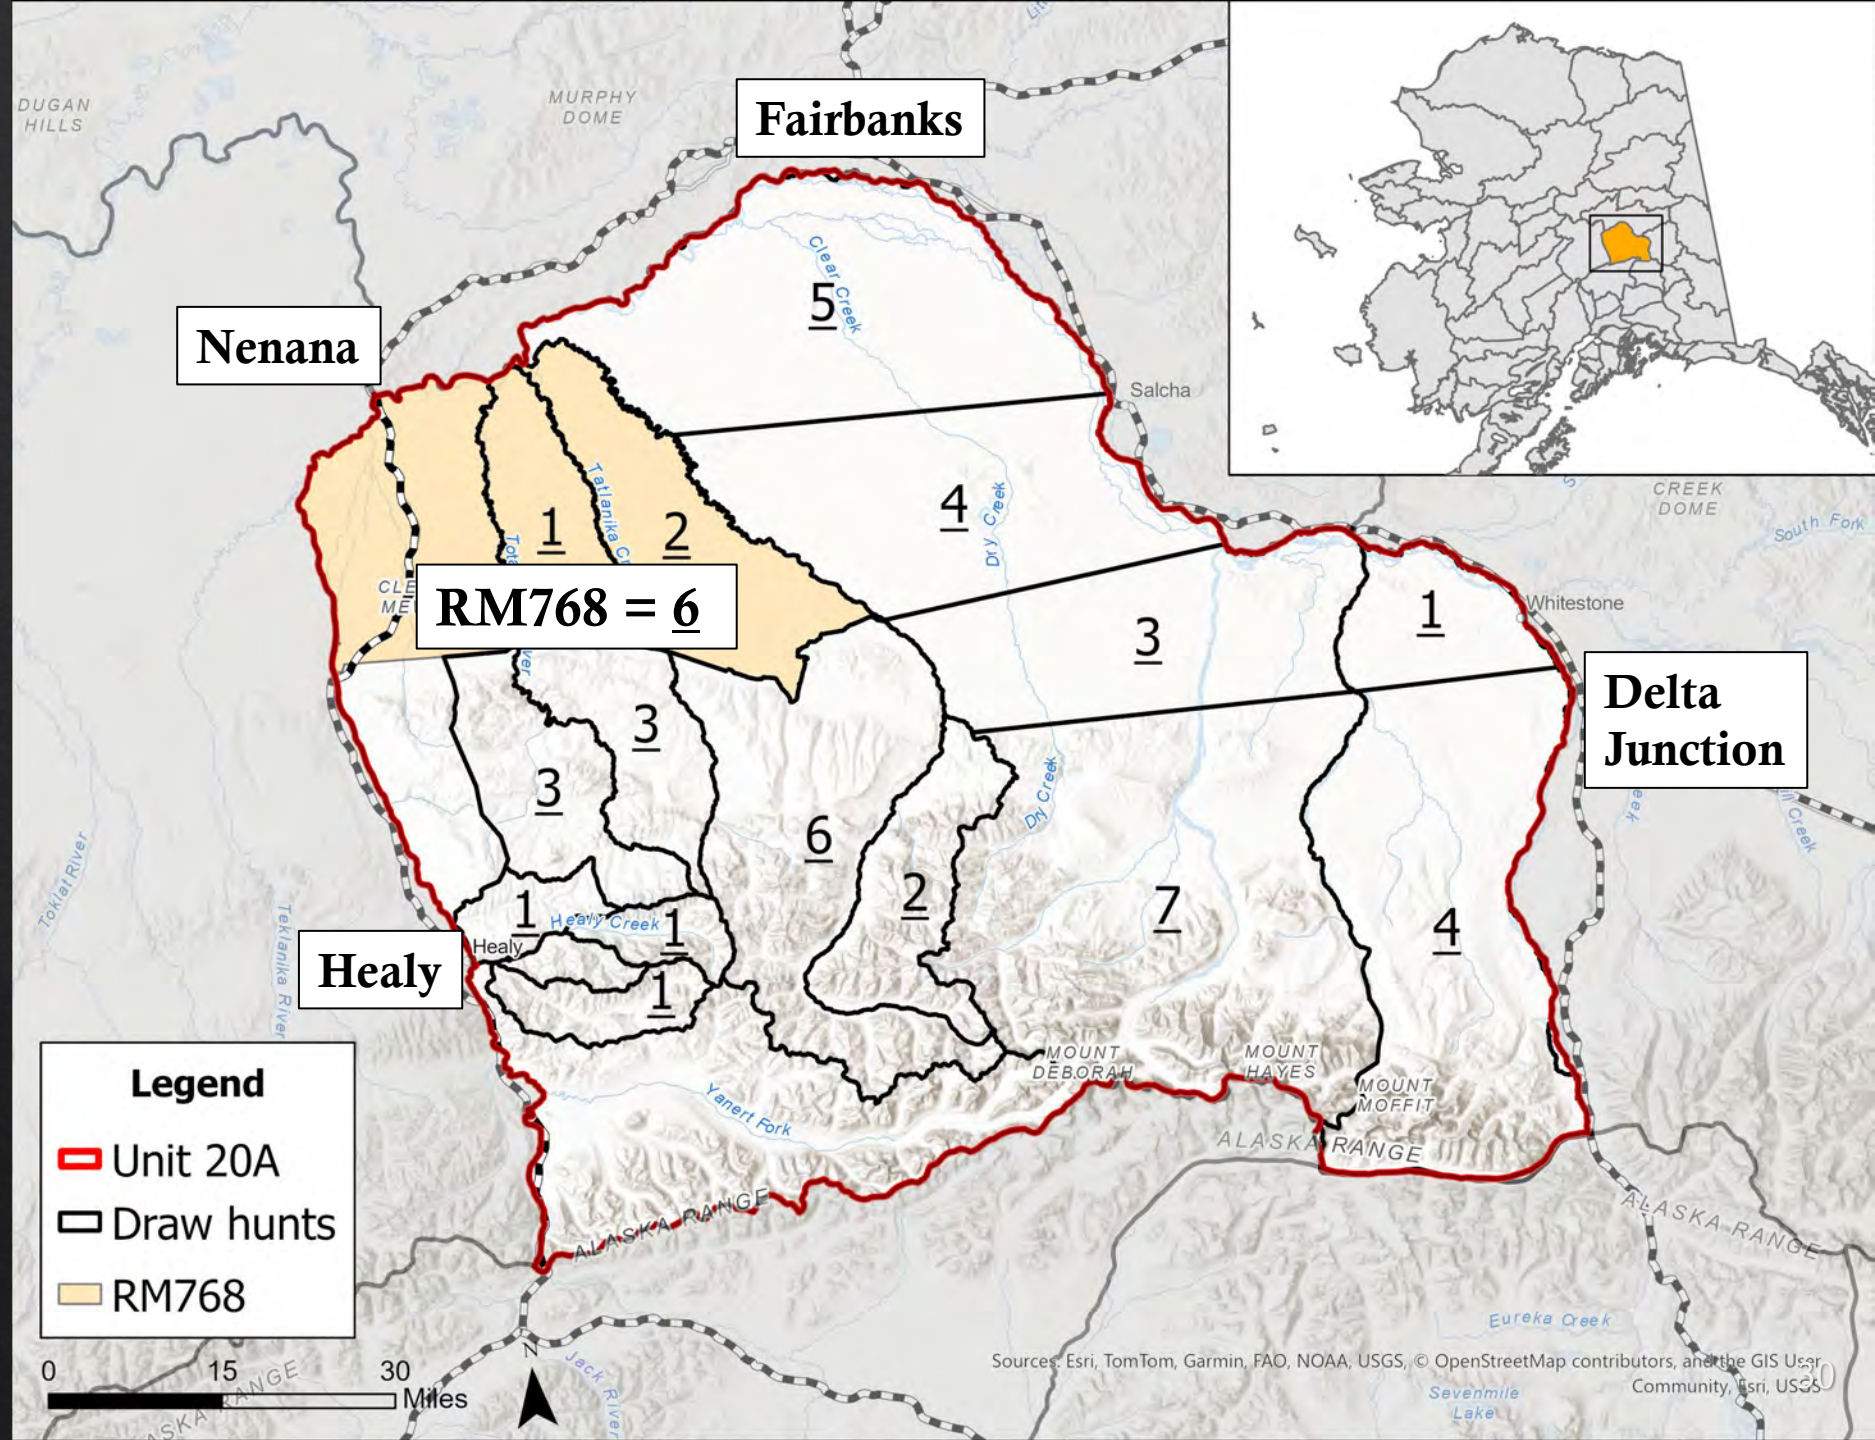 DUGAN
HILLS
MURPHY
DOME
Fairbanks
Nenana
Clear Creek
5
Salcha
CREEK
DOME
South Fork
1
Tatlanika
2
4
Dry Creek
RM768 = 6
3
1
Whitestone
Delta
Junction
3
3
6
2
Dry Creek
7
4
Creek
Toklat River
Teklanika River
1
Healy Creek
1
Healy
Healy
1
MOUNT
DEBORAH
MOUNT
HAYES
MOUNT
MOFFIT
Yanert Fork
ALASKA RANGE
ALASKA RANGE
ALASKA RANGE
Legend
Unit 20A
Draw hunts
RM768
0 15 30
Miles
N
Jack River
RANGE
Eureka Creek
Sevenmile
Lake
Sources: Esri, TomTom, Garmin, FAO, NOAA, USGS, © OpenStreetMap contributors, and the GIS User
Community, Esri, USGS